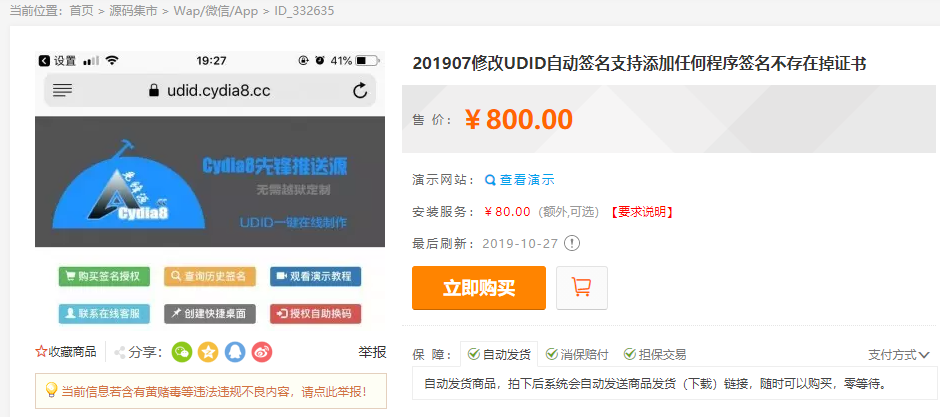 当前位置：首页 > 源码集市 > Wap/微信/App > ID_332635
设置 19:27 41%
udid.cydia8.cc
Cydia8先锋推送源
无需越狱定制
Cydia8
UDID一键在线制作
购买签名授权 查询历史签名 观看演示教程
联系在线客服 创建快捷桌面 授权自助换码
收藏商品 分享： 举报
当前信息若含有黄赌毒等违法违规不良内容，请点此举报！
201907修改UDID自动签名支持添加任何程序签名不存在掉证书
售 价： ￥800.00
演示网站： 查看演示
安装服务： ￥80.00 (额外,可选) 【要求说明】
最后刷新： 2019-10-27
立即购买
保 障： 自动发货 消保赔付 担保交易 支付方式
自动发货商品，拍下后系统会自动发送商品发货（下载）链接，随时可以购买，零等待。